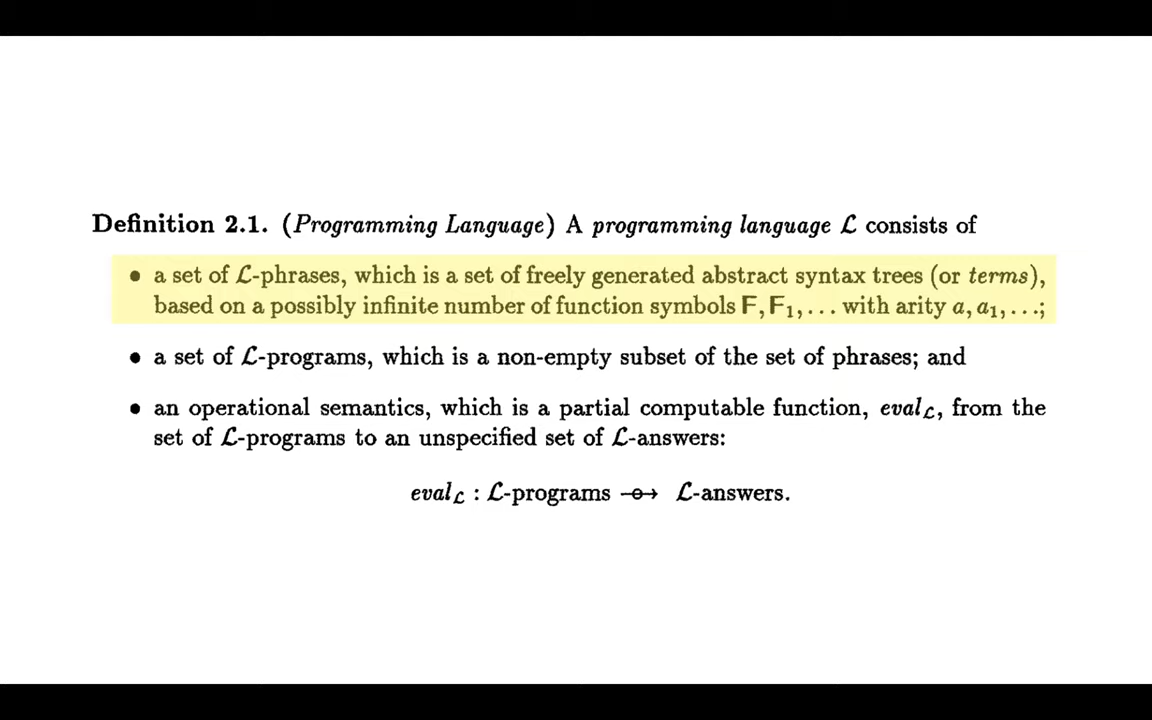 Definition 2.1. (Programming Language) A programming language ℒ consists of
• a set of ℒ-phrases, which is a set of freely generated abstract syntax trees (or terms),
based on a possibly infinite number of function symbols F, F₁, . . . with arity a, a₁, . . .;
• a set of ℒ-programs, which is a non-empty subset of the set of phrases; and
• an operational semantics, which is a partial computable function, evalℒ, from the
set of ℒ-programs to an unspecified set of ℒ-answers:
evalℒ : ℒ-programs ⇸ ℒ-answers.